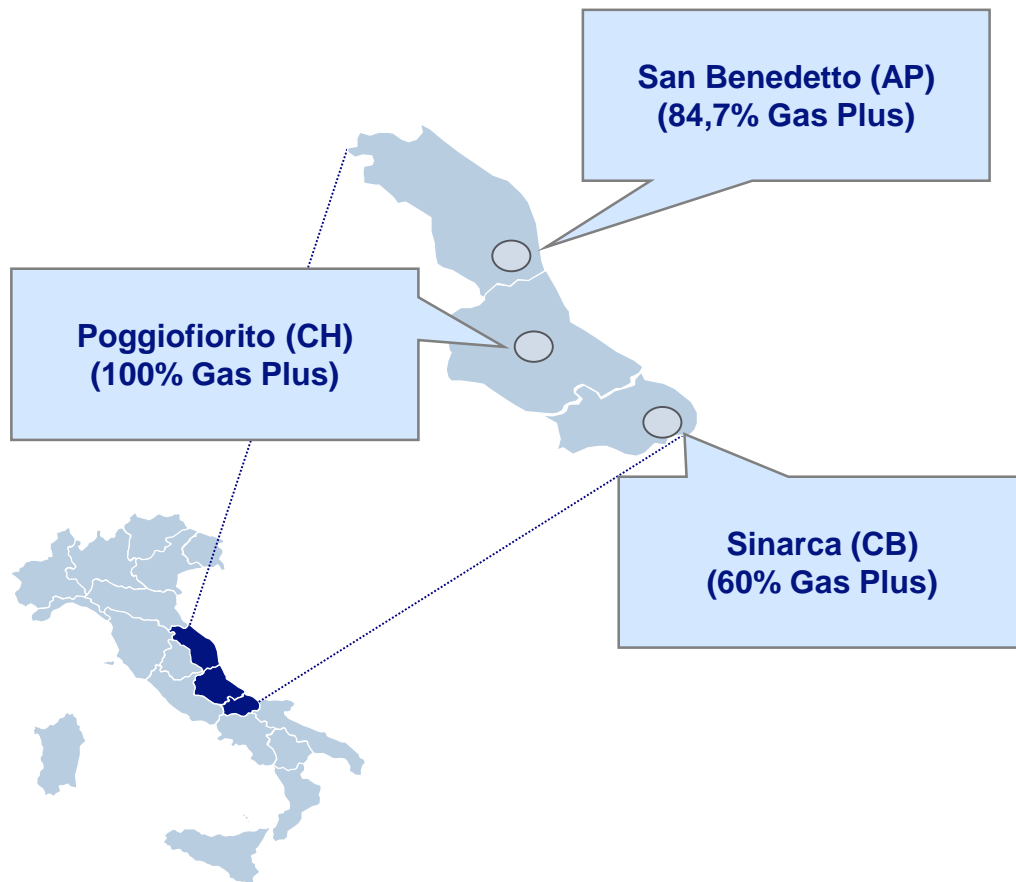 San Benedetto (AP)
(84,7% Gas Plus)
Poggiofiorito (CH)
(100% Gas Plus)
Sinarca (CB)
(60% Gas Plus)